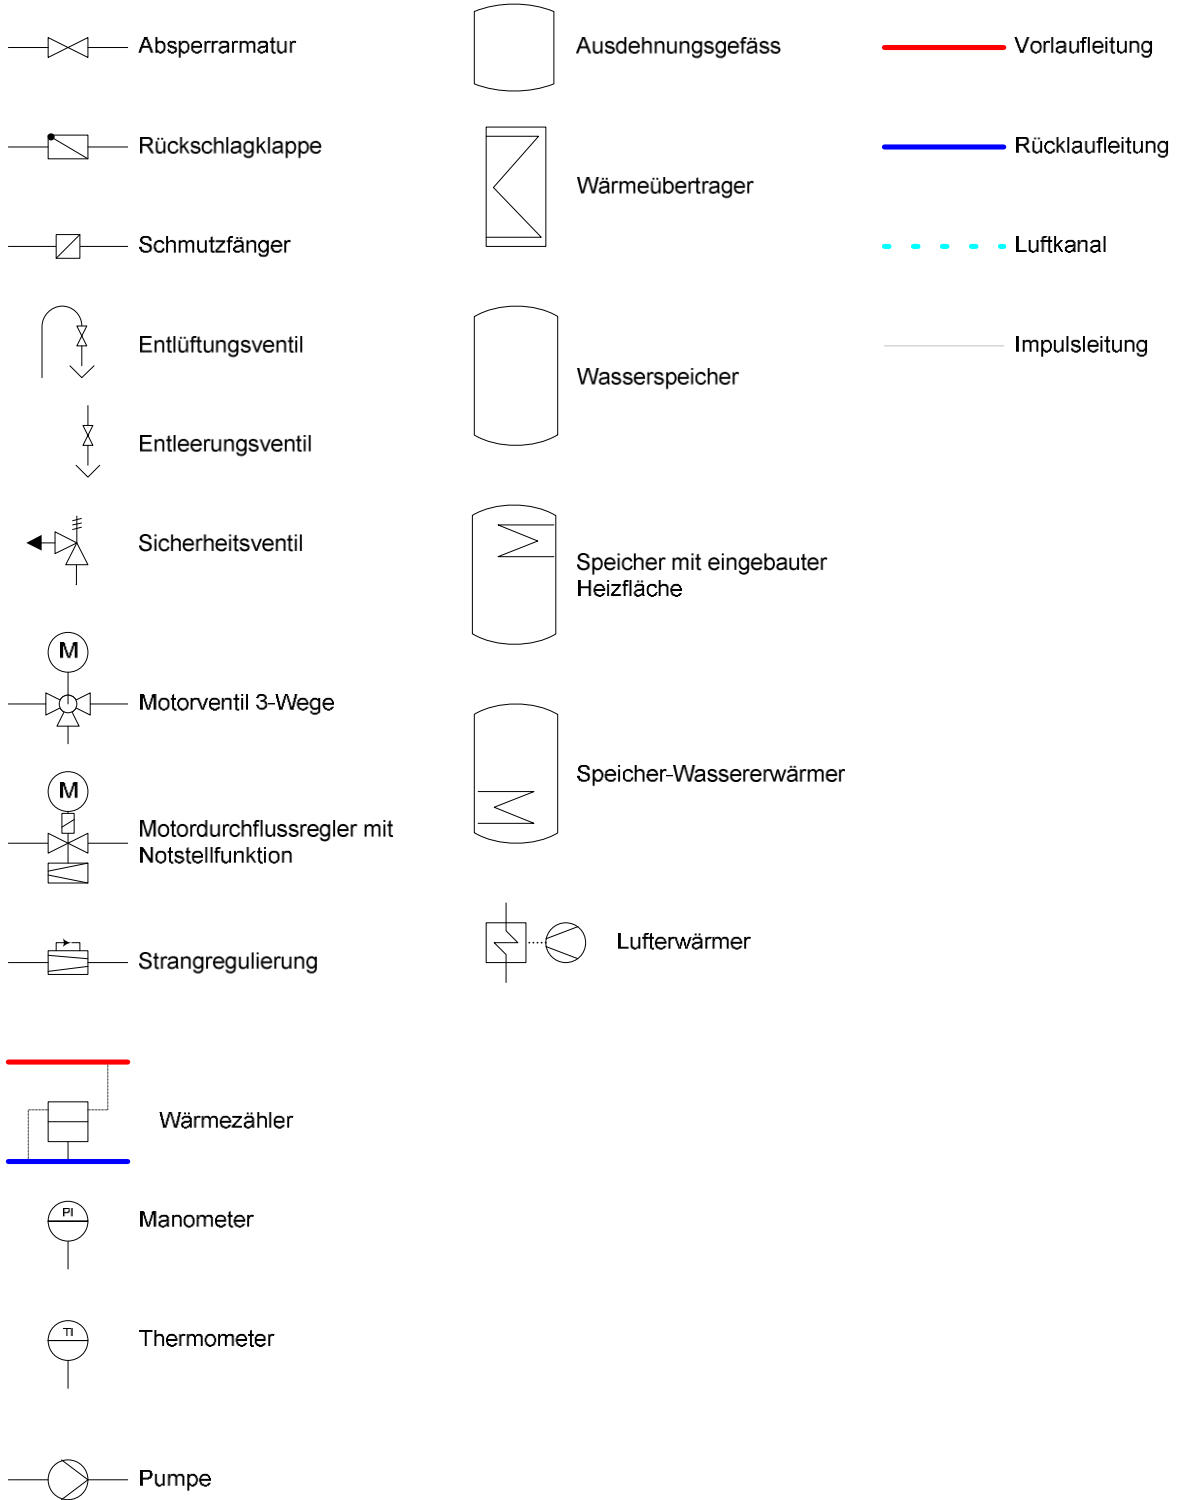 Absperrarmatur
Rückschlagklappe
Schmutzfänger
Entlüftungsventil
Entleerungsventil
Sicherheitsventil
M
Motorventil 3-Wege
M
Motordurchflussregler mit
Notstellfunktion
Strangregulierung
Wärmezähler
PI
Manometer
TI
Thermometer
Pumpe
Ausdehnungsgefäss
Wärmeübertrager
Wasserspeicher
Speicher mit eingebauter
Heizfläche
Speicher-Wassererwärmer
Lufterwärmer
Vorlaufleitung
Rücklaufleitung
Luftkanal
Impulsleitung